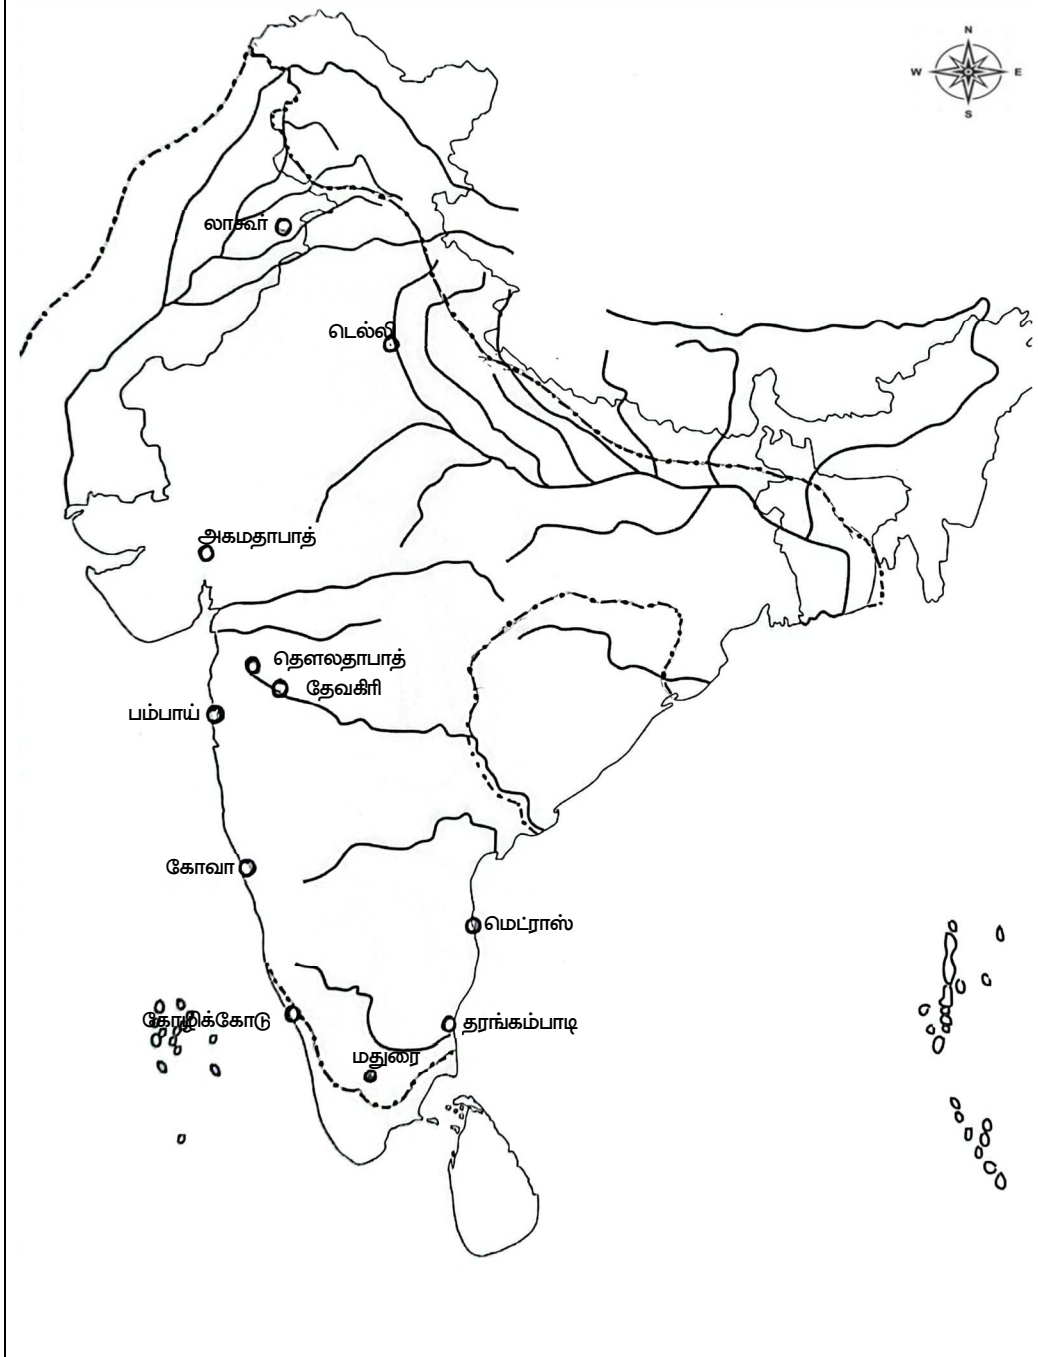 N
W E
S
லாகூர்
டெல்லி
அகமதாபாத்
தௌலதாபாத்
தேவகிரி
பம்பாய்
கோவா
மெட்ராஸ்
கோழிக்கோடு
தரங்கம்பாடி
மதுரை